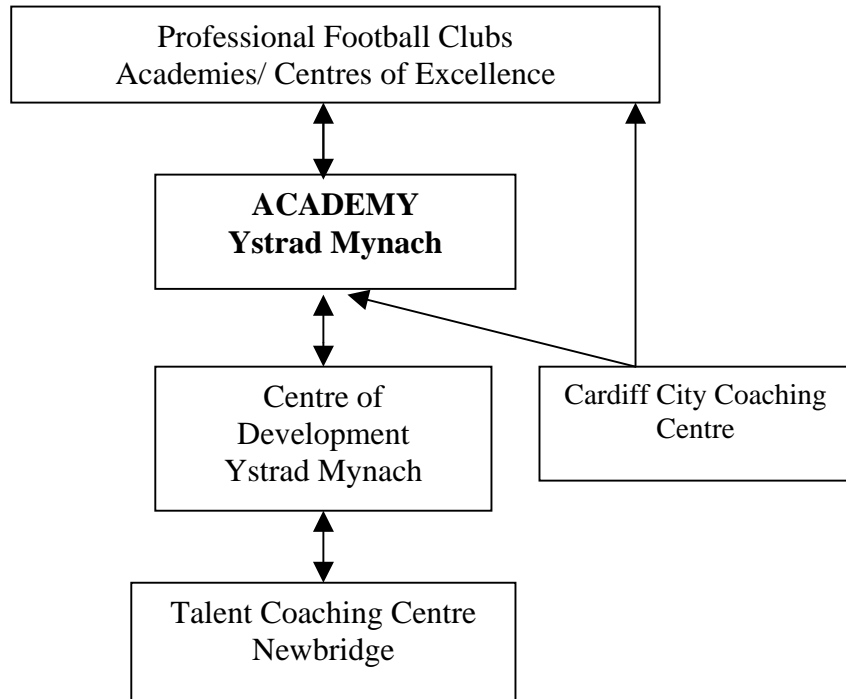 Professional Football Clubs
Academies/ Centres of Excellence
ACADEMY
Ystrad Mynach
Centre of
Development
Ystrad Mynach
Cardiff City Coaching
Centre
Talent Coaching Centre
Newbridge